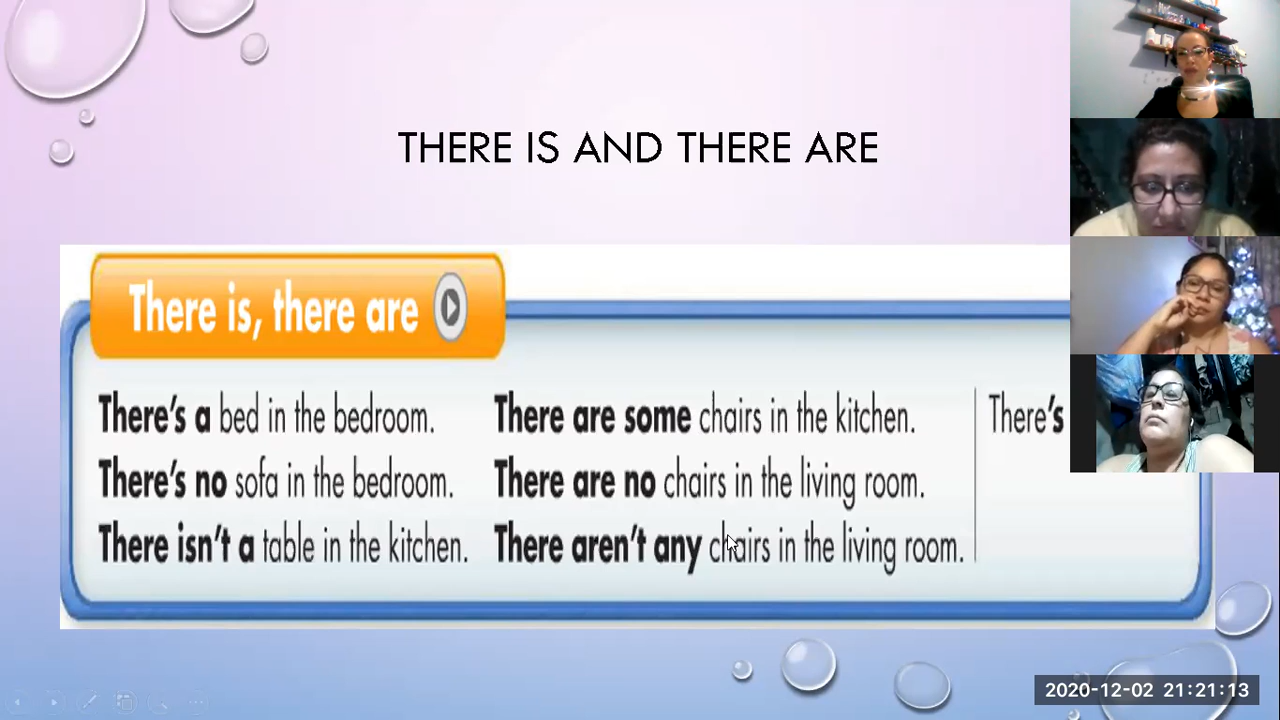 THERE IS AND THERE ARE
There is, there are
There's a bed in the bedroom.
There's no sofa in the bedroom.
There isn't a table in the kitchen.
There are some chairs in the kitchen.
There are no chairs in the living room.
There aren't any chairs in the living room.
There's
2020-12-02 21:21:13